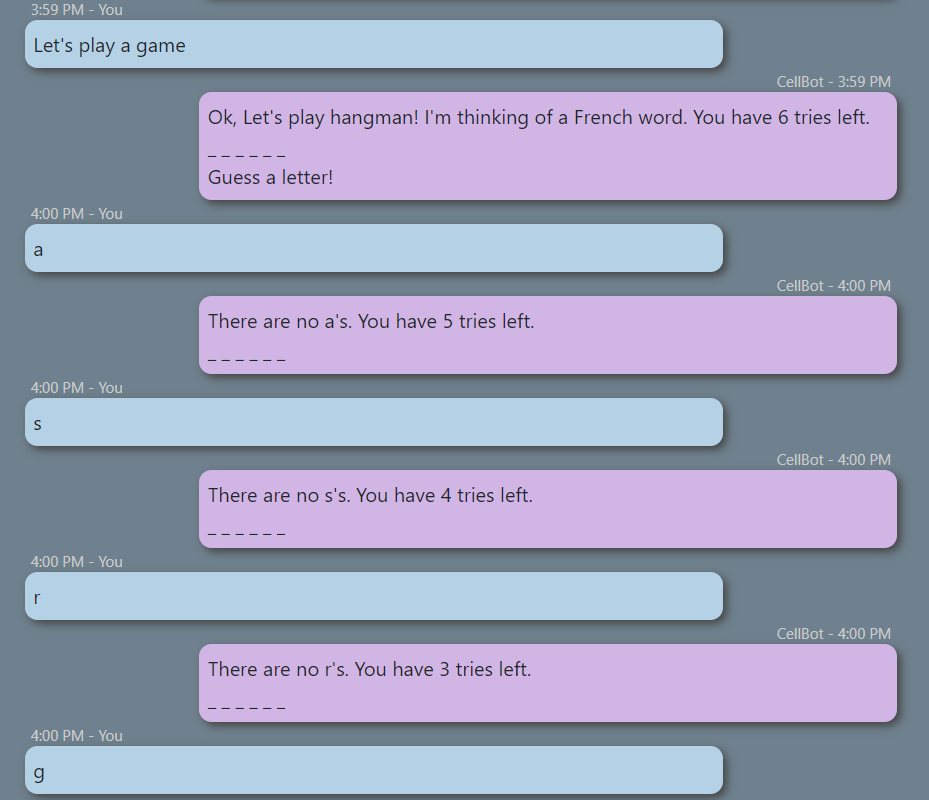 3:59 PM - You
Let's play a game
CellBot - 3:59 PM
Ok, Let's play hangman! I'm thinking of a French word. You have 6 tries left.
_ _ _ _ _ _
Guess a letter!
4:00 PM - You
a
CellBot - 4:00 PM
There are no a's. You have 5 tries left.
_ _ _ _ _ _
4:00 PM - You
s
CellBot - 4:00 PM
There are no s's. You have 4 tries left.
_ _ _ _ _ _
4:00 PM - You
r
CellBot - 4:00 PM
There are no r's. You have 3 tries left.
_ _ _ _ _ _
4:00 PM - You
g